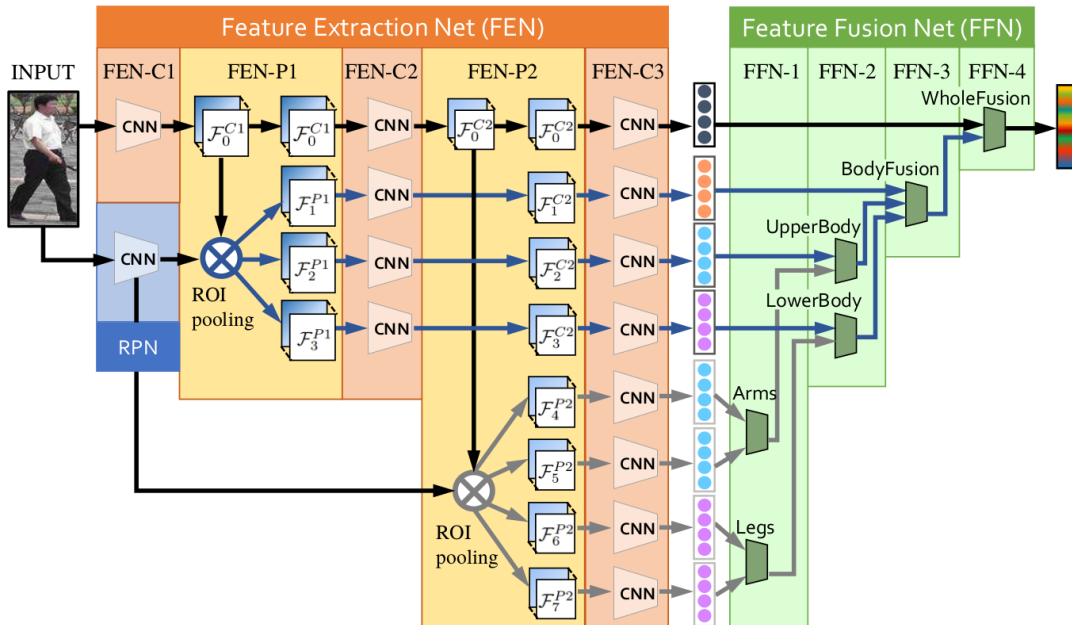 Feature Extraction Net (FEN)
Feature Fusion Net (FFN)
INPUT
FEN-C1
FEN-P1
FEN-C2
FEN-P2
FEN-C3
FFN-1
FFN-2
FFN-3
FFN-4
WholeFusion
CNN
F_0^{C1}
F_0^{C1}
CNN
F_0^{C2}
F_0^{C2}
CNN
BodyFusion
F_1^{P1}
CNN
F_1^{C2}
CNN
UpperBody
CNN
F_2^{P1}
CNN
F_2^{C2}
CNN
ROI
pooling
LowerBody
RPN
F_3^{P1}
CNN
F_3^{C2}
CNN
Arms
F_4^{P2}
CNN
F_5^{P2}
CNN
ROI
pooling
F_6^{P2}
CNN
Legs
F_7^{P2}
CNN